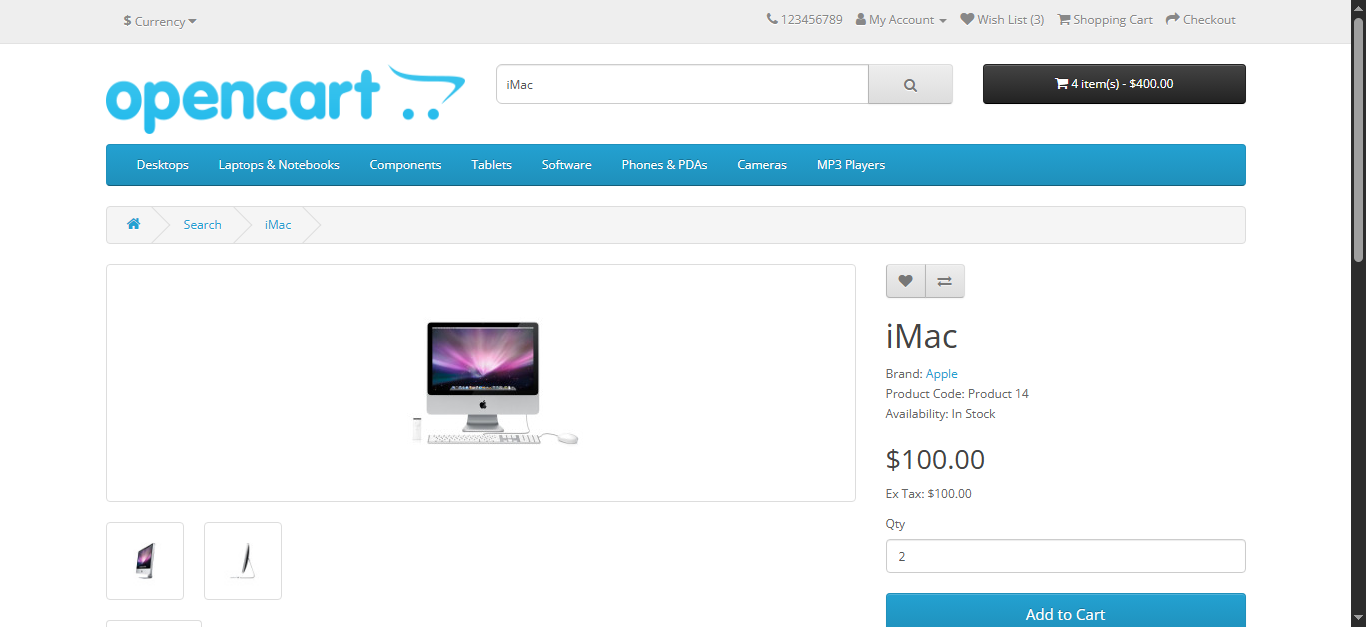 $ Currency
123456789 My Account Wish List (3) Shopping Cart Checkout
opencart
iMac
4 item(s) - $400.00
Desktops Laptops & Notebooks Components Tablets Software Phones & PDAs Cameras MP3 Players
Search iMac
iMac
Brand: Apple
Product Code: Product 14
Availability: In Stock
$100.00
Ex Tax: $100.00
Qty
2
Add to Cart